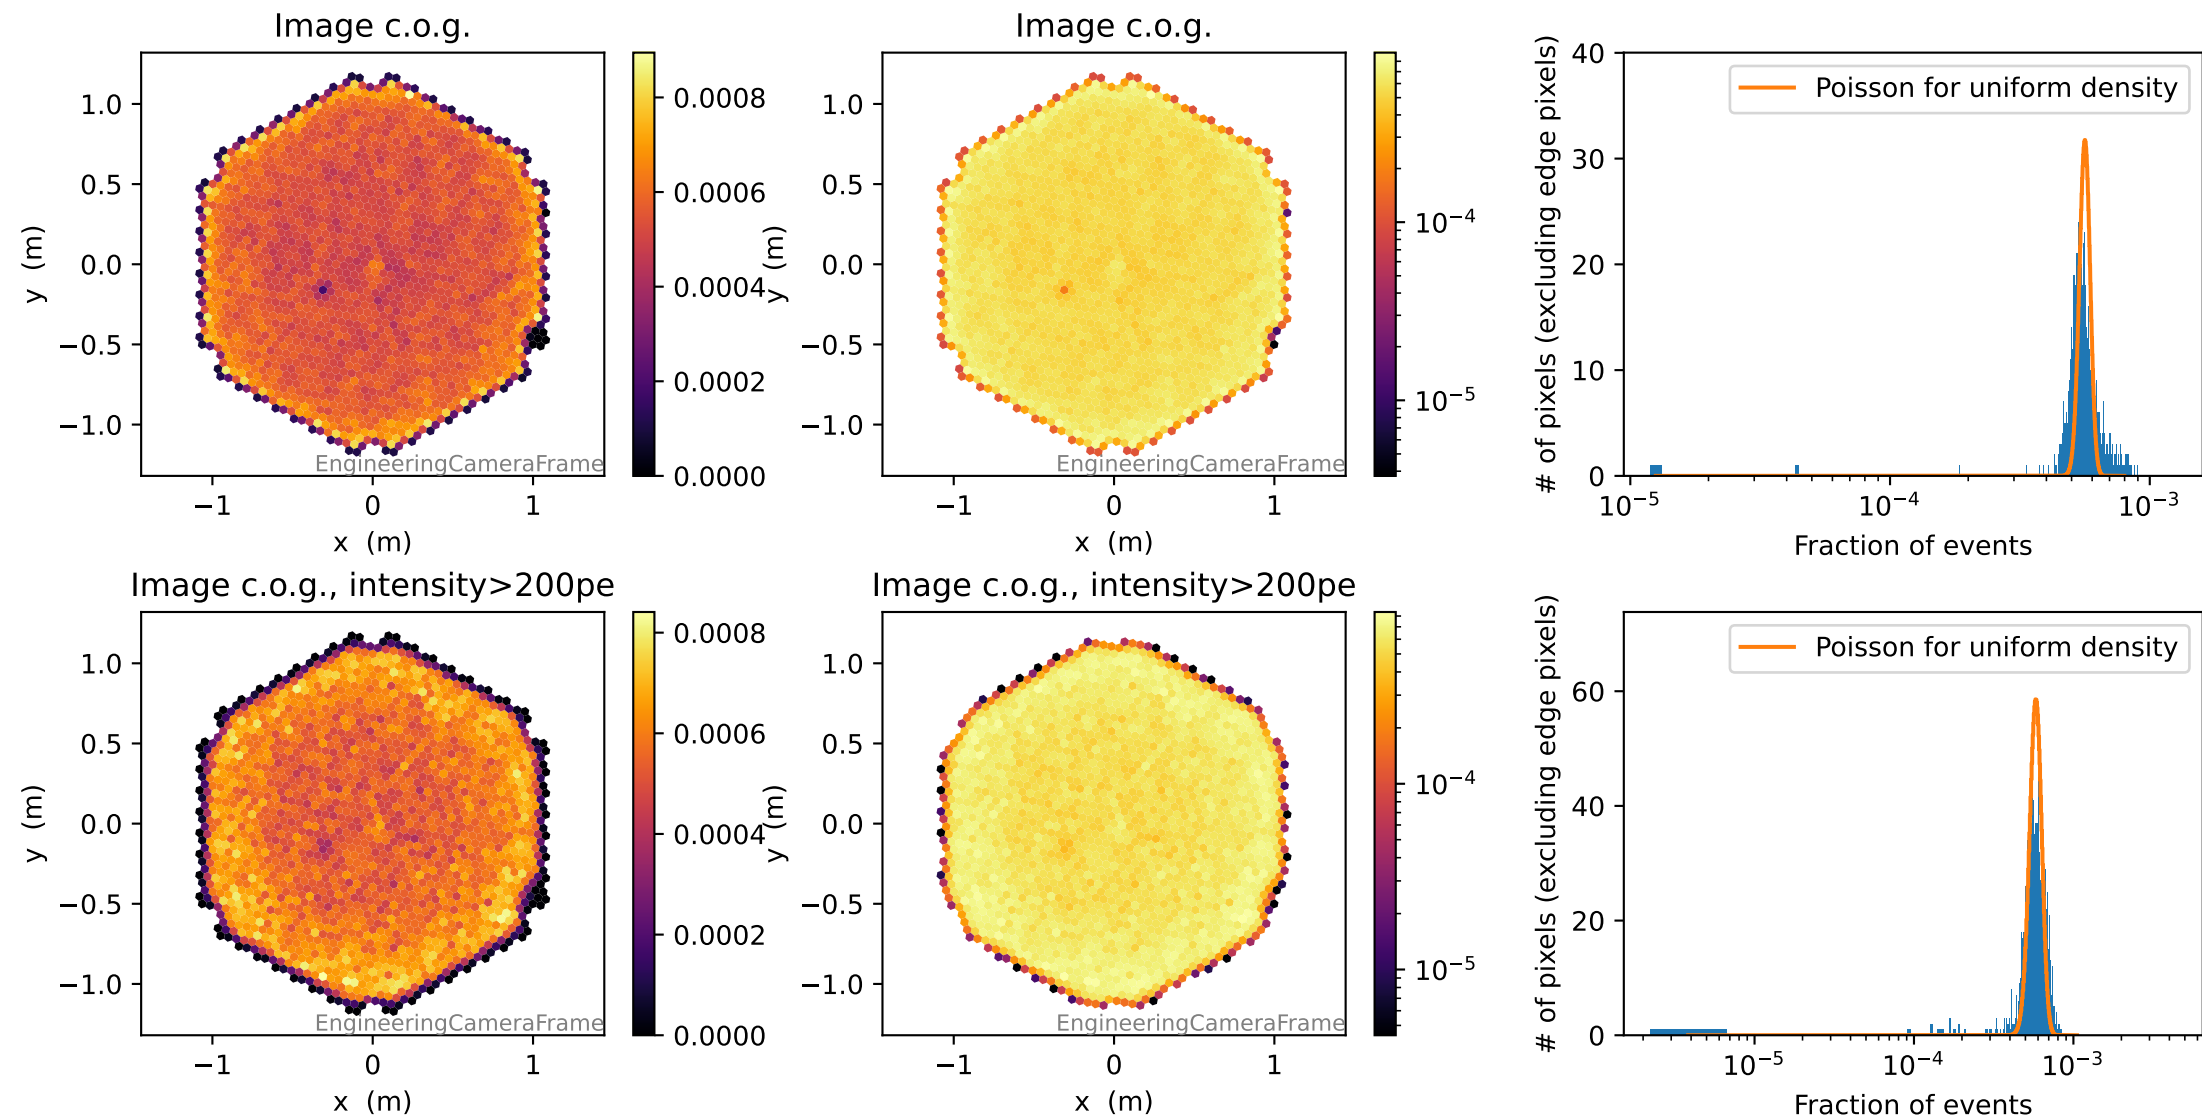 Image c.o.g.
y (m)
1.0
0.5
0.0
−0.5
−1.0
−1
0
1
x (m)
EngineeringCameraFrame
0.0008
0.0006
0.0004
0.0002
0.0000
Image c.o.g.
y (m)
1.0
0.5
0.0
−0.5
−1.0
−1
0
1
x (m)
EngineeringCameraFrame
10⁻⁴
10⁻⁵
# of pixels (excluding edge pixels)
40
30
20
10
0
Poisson for uniform density
10⁻⁵
10⁻⁴
10⁻³
Fraction of events
Image c.o.g., intensity>200pe
y (m)
1.0
0.5
0.0
−0.5
−1.0
−1
0
1
x (m)
EngineeringCameraFrame
0.0008
0.0006
0.0004
0.0002
0.0000
Image c.o.g., intensity>200pe
y (m)
1.0
0.5
0.0
−0.5
−1.0
−1
0
1
x (m)
EngineeringCameraFrame
10⁻⁴
10⁻⁵
# of pixels (excluding edge pixels)
60
40
20
0
Poisson for uniform density
10⁻⁵
10⁻⁴
10⁻³
Fraction of events